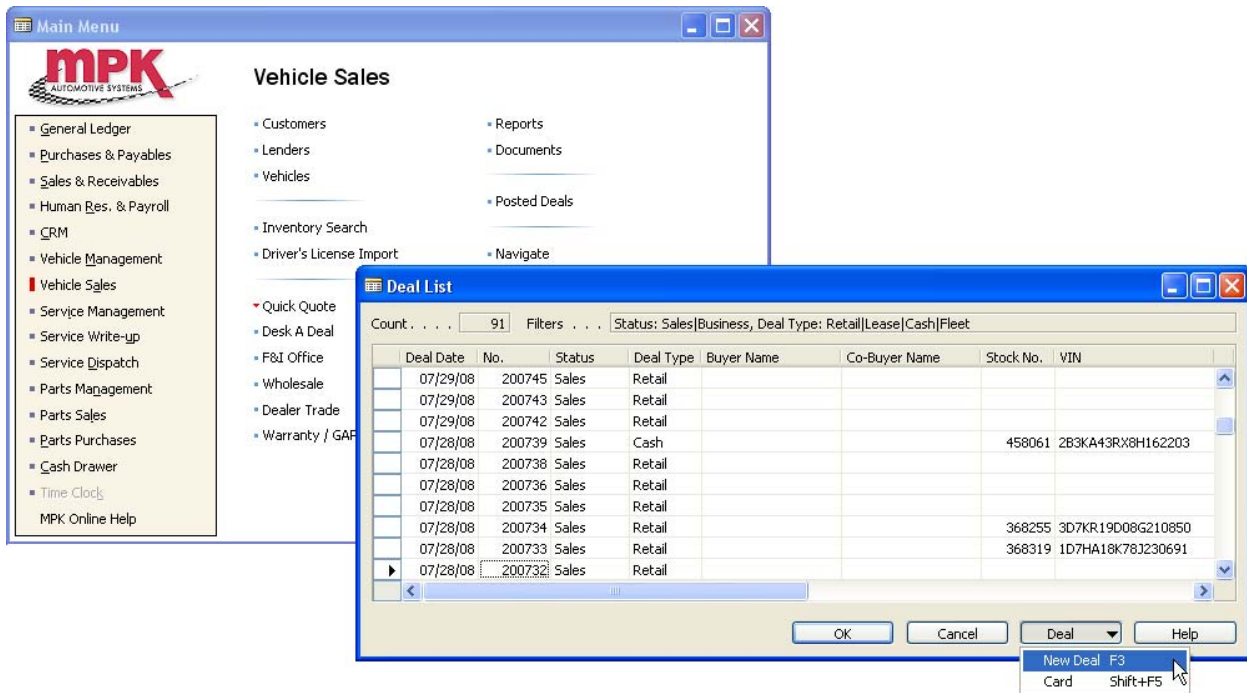 Main Menu
MPK
AUTOMOTIVE SYSTEMS
General Ledger
Purchases & Payables
Sales & Receivables
Human Res. & Payroll
CRM
Vehicle Management
Vehicle Sales
Service Management
Service Write-up
Service Dispatch
Parts Management
Parts Sales
Parts Purchases
Cash Drawer
Time Clock
MPK Online Help
Vehicle Sales
Customers
Lenders
Vehicles
Inventory Search
Driver's License Import
Quick Quote
Desk A Deal
F&I Office
Wholesale
Dealer Trade
Warranty / GAP
Reports
Documents
Posted Deals
Navigate
Deal List
Count . . . . 91 Filters . . . Status: Sales|Business, Deal Type: Retail|Lease|Cash|Fleet
Deal Date No. Status Deal Type Buyer Name Co-Buyer Name Stock No. VIN
07/29/08 200745 Sales Retail
07/29/08 200743 Sales Retail
07/29/08 200742 Sales Retail
07/28/08 200739 Sales Cash 458061 2B3KA43RX8H162203
07/28/08 200738 Sales Retail
07/28/08 200736 Sales Retail
07/28/08 200735 Sales Retail
07/28/08 200734 Sales Retail 368255 3D7KR19D08G210850
07/28/08 200733 Sales Retail 368319 1D7HA18K78J230691
07/28/08 200732 Sales Retail
OK Cancel Deal Help
New Deal F3
Card Shift+F5